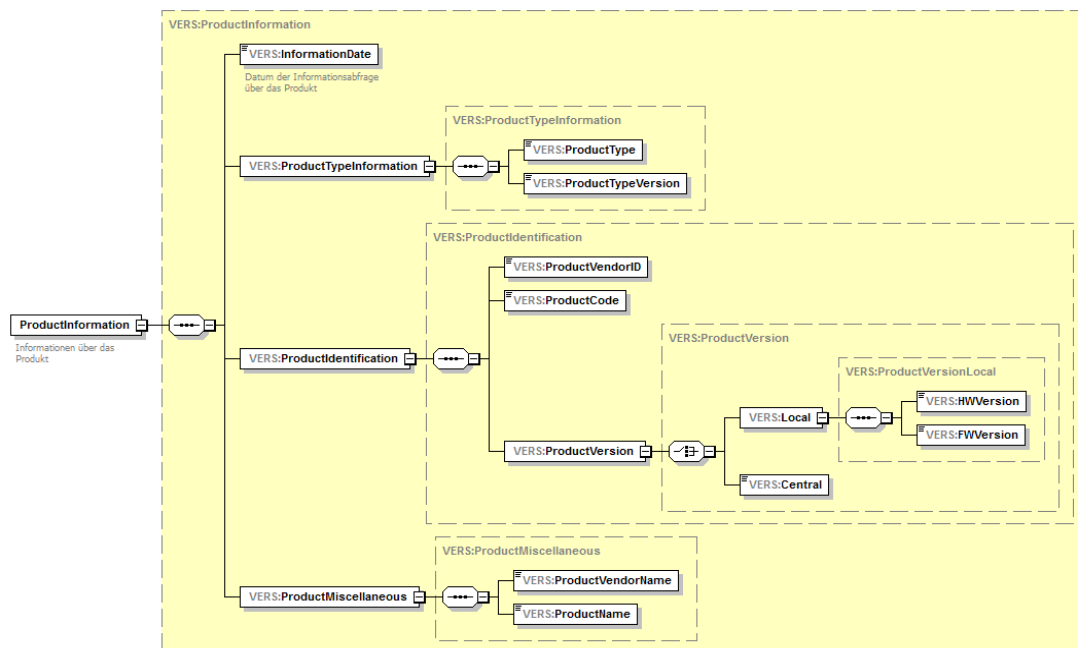 VERS:ProductInformation
VERS:InformationDate
Datum der Informationsabfrage
über das Produkt
VERS:ProductTypeInformation
VERS:ProductTypeInformation
VERS:ProductType
VERS:ProductTypeVersion
VERS:ProductIdentification
VERS:ProductVendorID
VERS:ProductCode
ProductInformation
Informationen über das
Produkt
VERS:ProductIdentification
VERS:ProductVersion
VERS:ProductVersionLocal
VERS:HWVersion
VERS:Local
VERS:FWVersion
VERS:ProductVersion
VERS:Central
VERS:ProductMiscellaneous
VERS:ProductVendorName
VERS:ProductMiscellaneous
VERS:ProductName